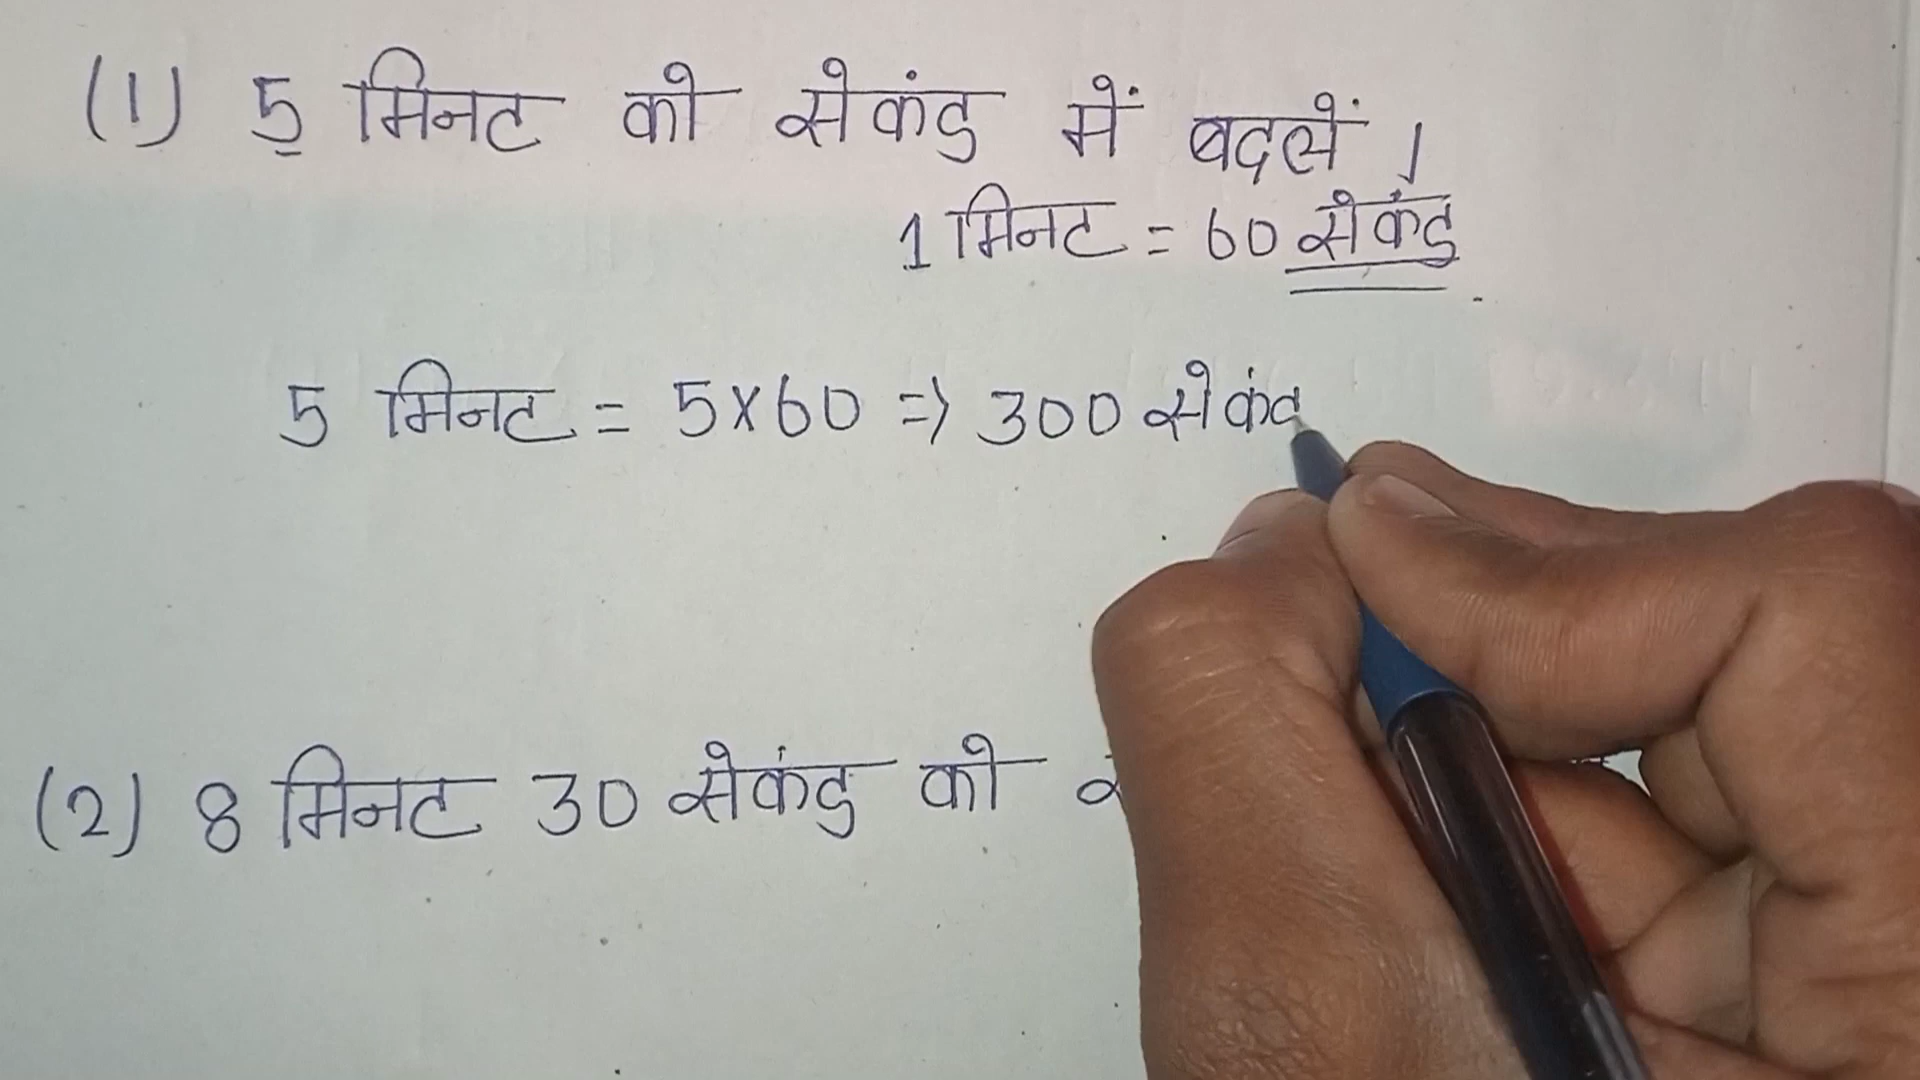 (1) 5 मिनट को सेकंड में बदलें ।
1 मिनट = 60 सेकंड
5 मिनट = 5×60 => 300 सेकंड
(2) 8 मिनट 30 सेकंड को